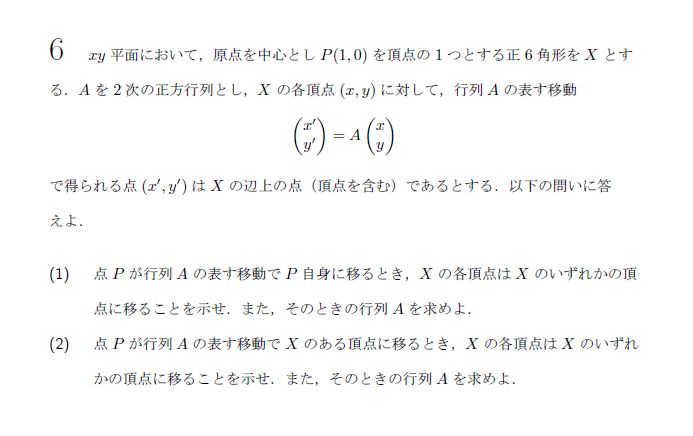 6 xy 平面において，原点を中心とし P(1, 0) を頂点の 1 つとする正 6 角形を X とす
る．A を 2 次の正方行列とし，X の各頂点 (x, y) に対して，行列 A の表す移動
(x′ y′) = A (x y)
で得られる点 (x′, y′) は X の辺上の点（頂点を含む）であるとする．以下の問いに答
えよ．
(1) 点 P が行列 A の表す移動で P 自身に移るとき，X の各頂点は X のいずれかの頂
点に移ることを示せ．また，そのときの行列 A を求めよ．
(2) 点 P が行列 A の表す移動で X のある頂点に移るとき，X の各頂点は X のいずれ
かの頂点に移ることを示せ．また，そのときの行列 A を求めよ．